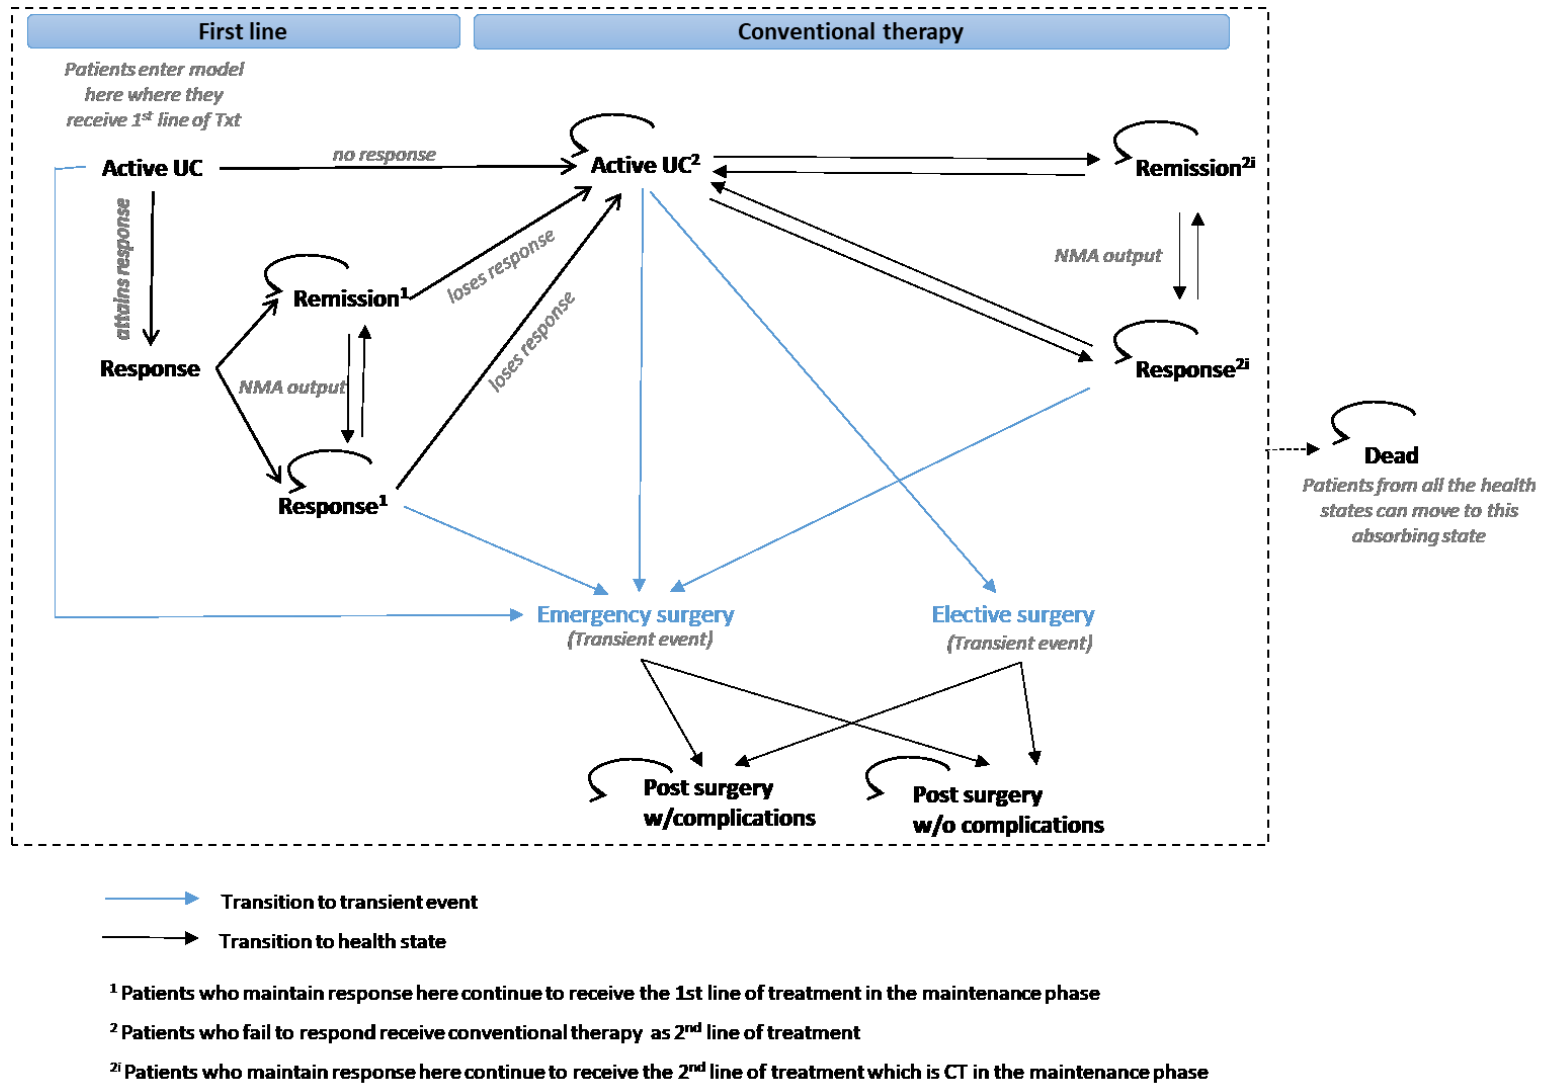 First line
Conventional therapy
Patients enter model
here where they
receive 1st line of Txt
Active UC
no response
Active UC2
Remission2i
attains response
Remission1
loses response
NMA output
Response
NMA output
loses response
Response2i
Response1
Dead
Patients from all the health
states can move to this
absorbing state
Emergency surgery
(Transient event)
Elective surgery
(Transient event)
Post surgery
w/complications
Post surgery
w/o complications
Transition to transient event
Transition to health state
1 Patients who maintain response here continue to receive the 1st line of treatment in the maintenance phase
2 Patients who fail to respond receive conventional therapy as 2nd line of treatment
2i Patients who maintain response here continue to receive the 2nd line of treatment which is CT in the maintenance phase